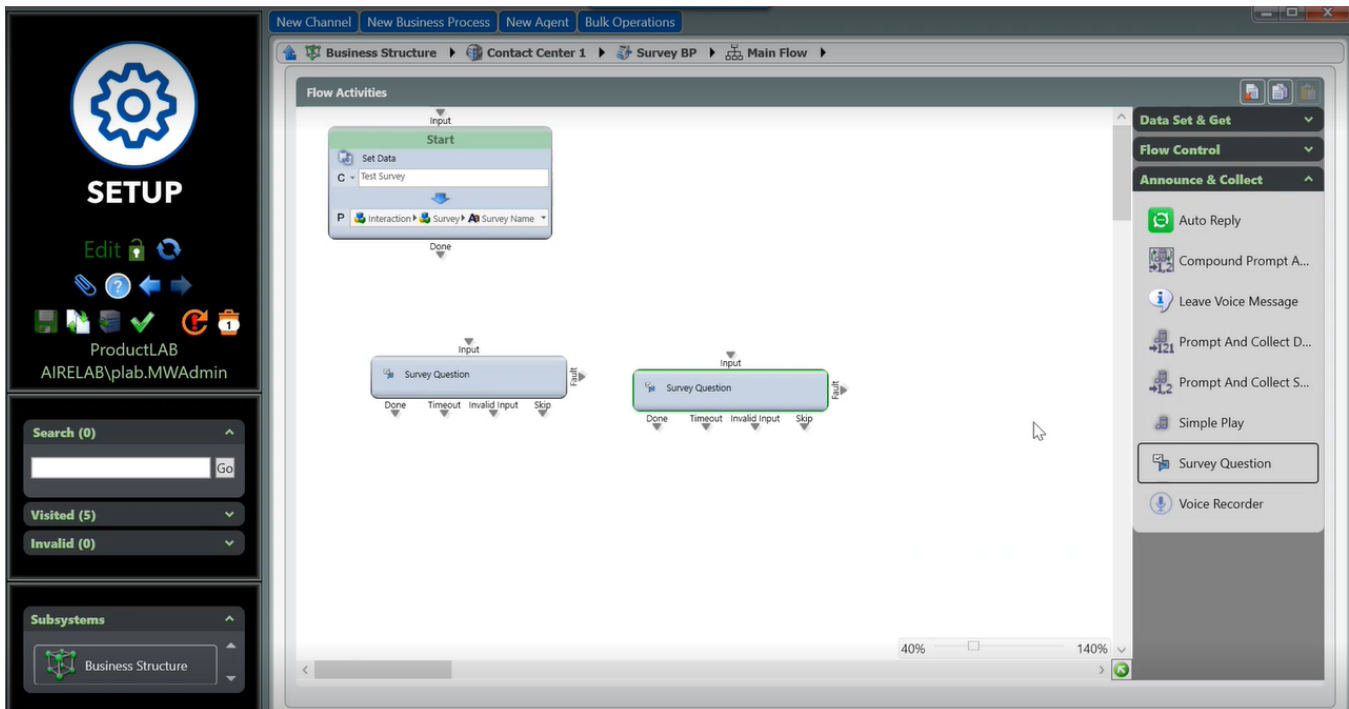 New Channel
New Business Process
New Agent
Bulk Operations
Business Structure
Contact Center 1
Survey BP
Main Flow
SETUP
Edit
1
ProductLAB
AIRELAB\plab.MWAdmin
Search (0)
Go
Visited (5)
Invalid (0)
Subsystems
Business Structure
Flow Activities
Input
Start
Set Data
C
Test Survey
P Interaction Survey Survey Name
Done
Input
Survey Question
Fault
Done Timeout Invalid Input Skip
Input
Survey Question
Fault
Done Timeout Invalid Input Skip
40% 140%
Data Set & Get
Flow Control
Announce & Collect
Auto Reply
Compound Prompt A...
Leave Voice Message
Prompt And Collect D...
Prompt And Collect S...
Simple Play
Survey Question
Voice Recorder